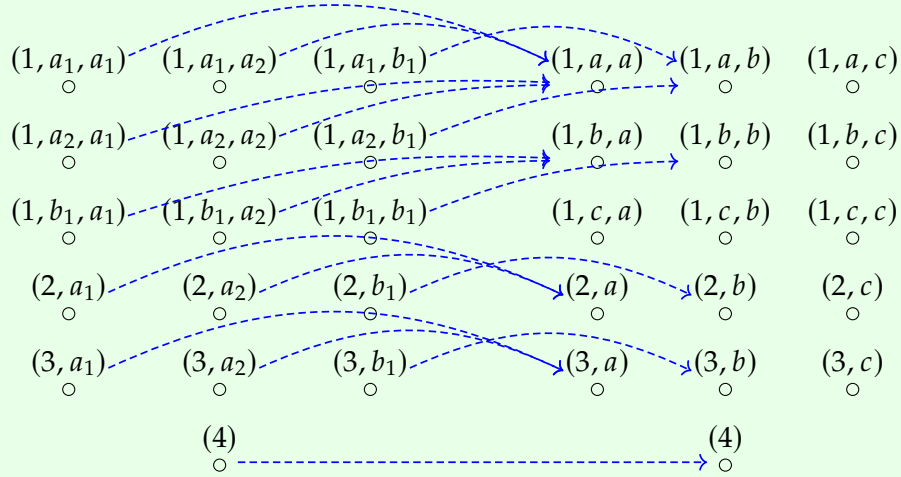 (1, a₁, a₁) (1, a₁, a₂) (1, a₁, b₁) (1, a, a) (1, a, b) (1, a, c)
(1, a₂, a₁) (1, a₂, a₂) (1, a₂, b₁) (1, b, a) (1, b, b) (1, b, c)
(1, b₁, a₁) (1, b₁, a₂) (1, b₁, b₁) (1, c, a) (1, c, b) (1, c, c)
(2, a₁) (2, a₂) (2, b₁) (2, a) (2, b) (2, c)
(3, a₁) (3, a₂) (3, b₁) (3, a) (3, b) (3, c)
(4) (4)